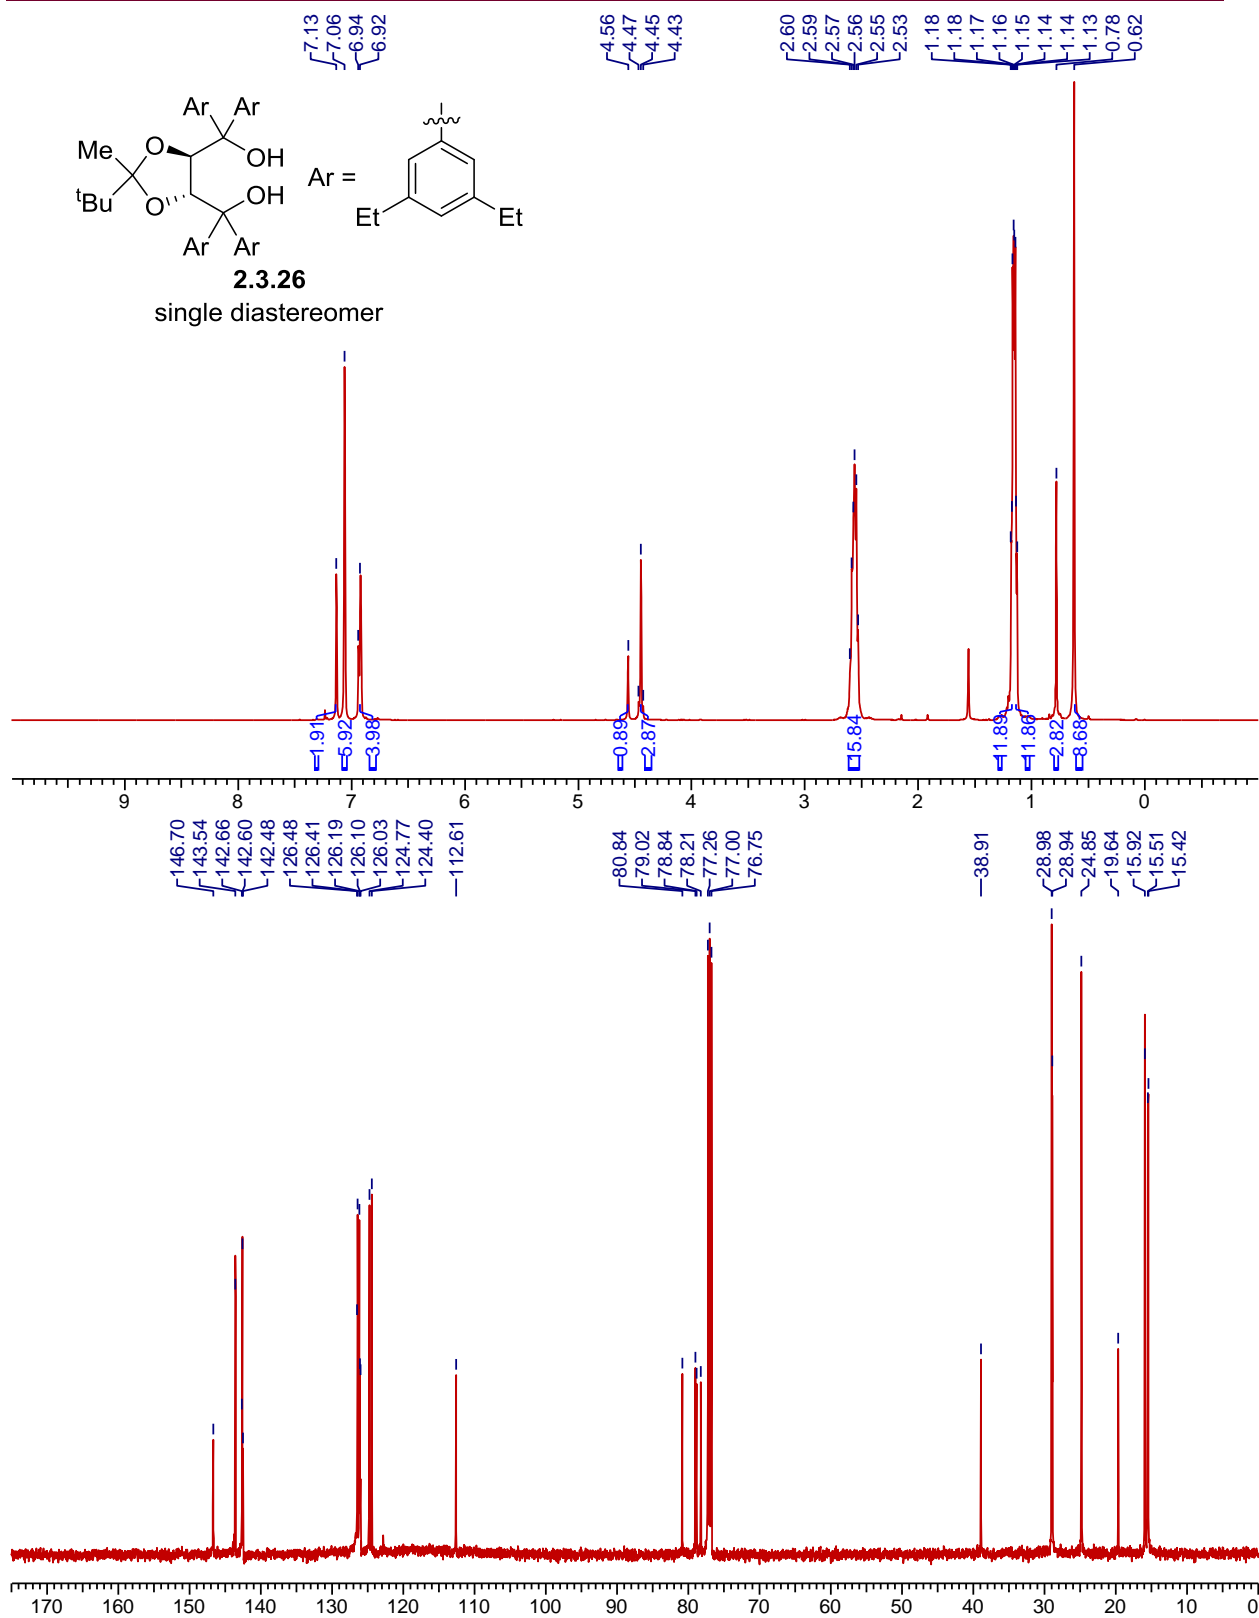 7.13 7.06 6.94 6.92 4.56 4.47 4.45 4.43 2.60 2.59 2.57 2.56 2.55 2.53 1.18 1.18 1.17 1.16 1.15 1.14 1.14 1.13 0.78 0.62
Ar Ar
Me O OH
Ar =
tBu O OH
Et Et
Ar Ar
2.3.26
single diastereomer
1.91 5.92 3.98 0.89 2.87 15.84 11.89 11.86 2.82 8.68
9 8 7 6 5 4 3 2 1 0
146.70 143.54 142.66 142.60 142.48 126.48 126.41 126.19 126.10 126.03 124.77 124.40 112.61 80.84 79.02 78.84 78.21 77.26 77.00 76.75 38.91 28.98 28.94 24.85 19.64 15.92 15.51 15.42
170 160 150 140 130 120 110 100 90 80 70 60 50 40 30 20 10 0